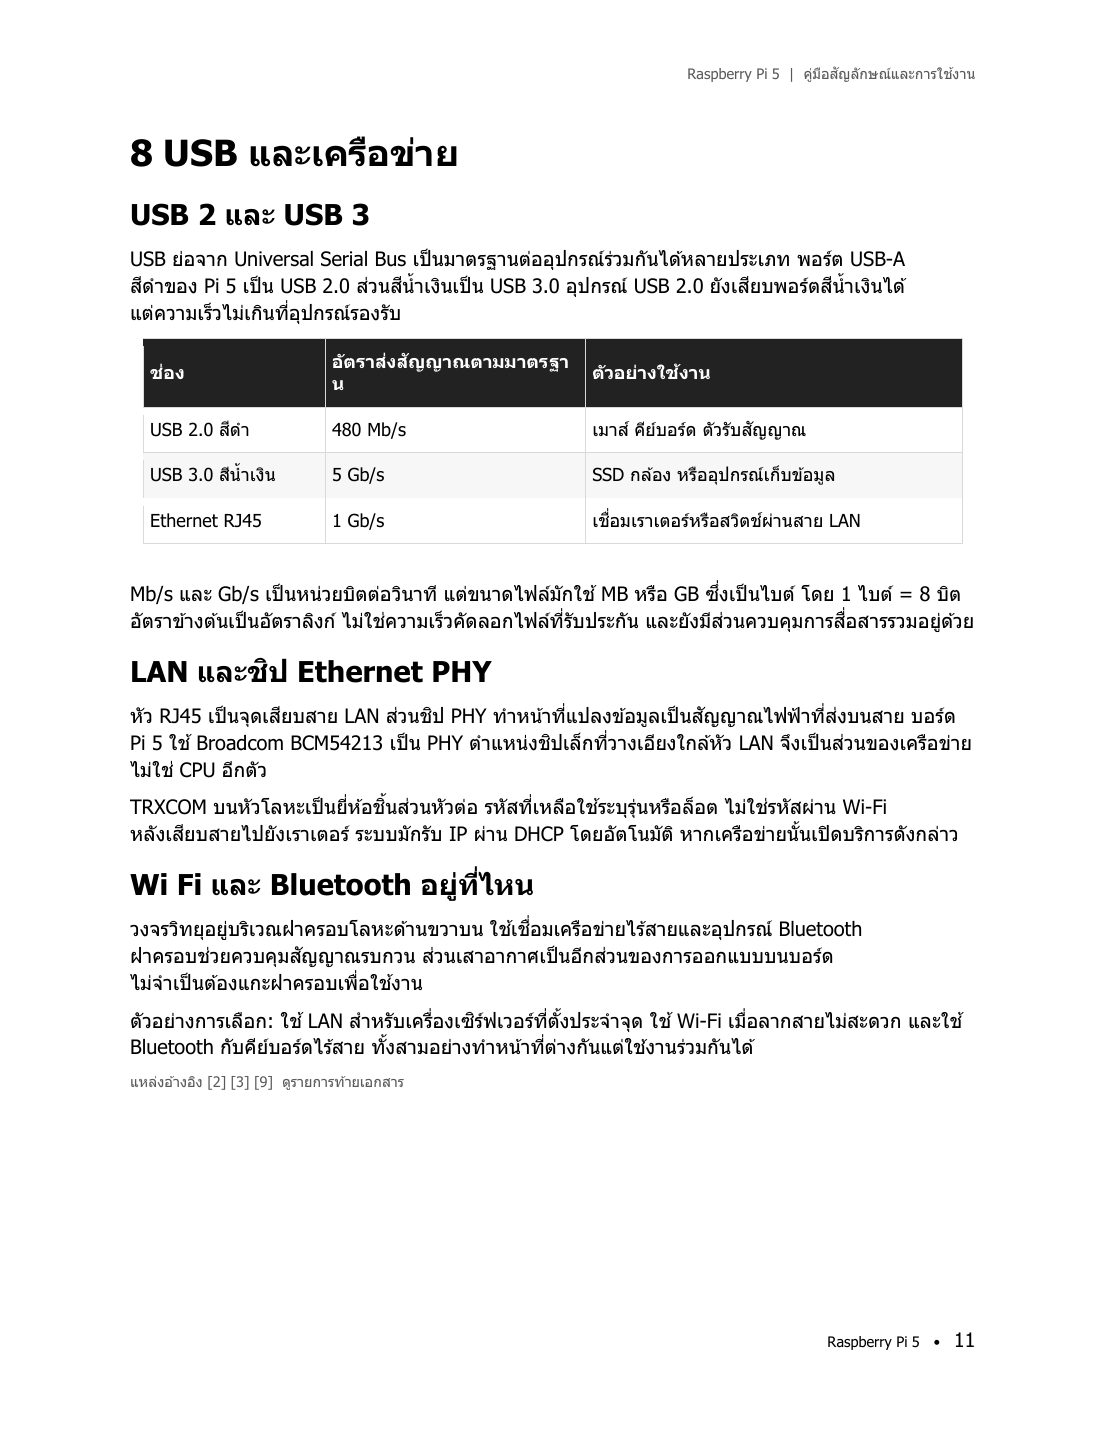 Raspberry Pi 5 | คู่มือสัญลักษณ์และการใช้งาน
8 USB และเครือข่าย
USB 2 และ USB 3
USB ย่อจาก Universal Serial Bus เป็นมาตรฐานต่ออุปกรณ์ร่วมกันได้หลายประเภท พอร์ต USB-A
สีดำของ Pi 5 เป็น USB 2.0 ส่วนสีน้ำเงินเป็น USB 3.0 อุปกรณ์ USB 2.0 ยังเสียบพอร์ตสีน้ำเงินได้
แต่ความเร็วไม่เกินที่อุปกรณ์รองรับ
ช่อง
อัตราส่งสัญญาณตามมาตรฐา
น
ตัวอย่างใช้งาน
USB 2.0 สีดำ
480 Mb/s
เมาส์ คีย์บอร์ด ตัวรับสัญญาณ
USB 3.0 สีน้ำเงิน
5 Gb/s
SSD กล้อง หรืออุปกรณ์เก็บข้อมูล
Ethernet RJ45
1 Gb/s
เชื่อมเราเตอร์หรือสวิตช์ผ่านสาย LAN
Mb/s และ Gb/s เป็นหน่วยบิตต่อวินาที แต่ขนาดไฟล์มักใช้ MB หรือ GB ซึ่งเป็นไบต์ โดย 1 ไบต์ = 8 บิต
อัตราข้างต้นเป็นอัตราลิงก์ ไม่ใช่ความเร็วคัดลอกไฟล์ที่รับประกัน และยังมีส่วนควบคุมการสื่อสารรวมอยู่ด้วย
LAN และชิป Ethernet PHY
หัว RJ45 เป็นจุดเสียบสาย LAN ส่วนชิป PHY ทำหน้าที่แปลงข้อมูลเป็นสัญญาณไฟฟ้าที่ส่งบนสาย บอร์ด
Pi 5 ใช้ Broadcom BCM54213 เป็น PHY ตำแหน่งชิปเล็กที่วางเอียงใกล้หัว LAN จึงเป็นส่วนของเครือข่าย
ไม่ใช่ CPU อีกตัว
TRXCOM บนหัวโลหะเป็นยี่ห้อชิ้นส่วนหัวต่อ รหัสที่เหลือใช้ระบุรุ่นหรือล็อต ไม่ใช่รหัสผ่าน Wi-Fi
หลังเสียบสายไปยังเราเตอร์ ระบบมักรับ IP ผ่าน DHCP โดยอัตโนมัติ หากเครือข่ายนั้นเปิดบริการดังกล่าว
Wi Fi และ Bluetooth อยู่ที่ไหน
วงจรวิทยุอยู่บริเวณฝาครอบโลหะด้านขวาบน ใช้เชื่อมเครือข่ายไร้สายและอุปกรณ์ Bluetooth
ฝาครอบช่วยควบคุมสัญญาณรบกวน ส่วนเสาอากาศเป็นอีกส่วนของการออกแบบบนบอร์ด
ไม่จำเป็นต้องแกะฝาครอบเพื่อใช้งาน
ตัวอย่างการเลือก: ใช้ LAN สำหรับเครื่องเซิร์ฟเวอร์ที่ตั้งประจำจุด ใช้ Wi-Fi เมื่อลากสายไม่สะดวก และใช้
Bluetooth กับคีย์บอร์ดไร้สาย ทั้งสามอย่างทำหน้าที่ต่างกันแต่ใช้งานร่วมกันได้
แหล่งอ้างอิง [2] [3] [9] ดูรายการท้ายเอกสาร
Raspberry Pi 5 • 11